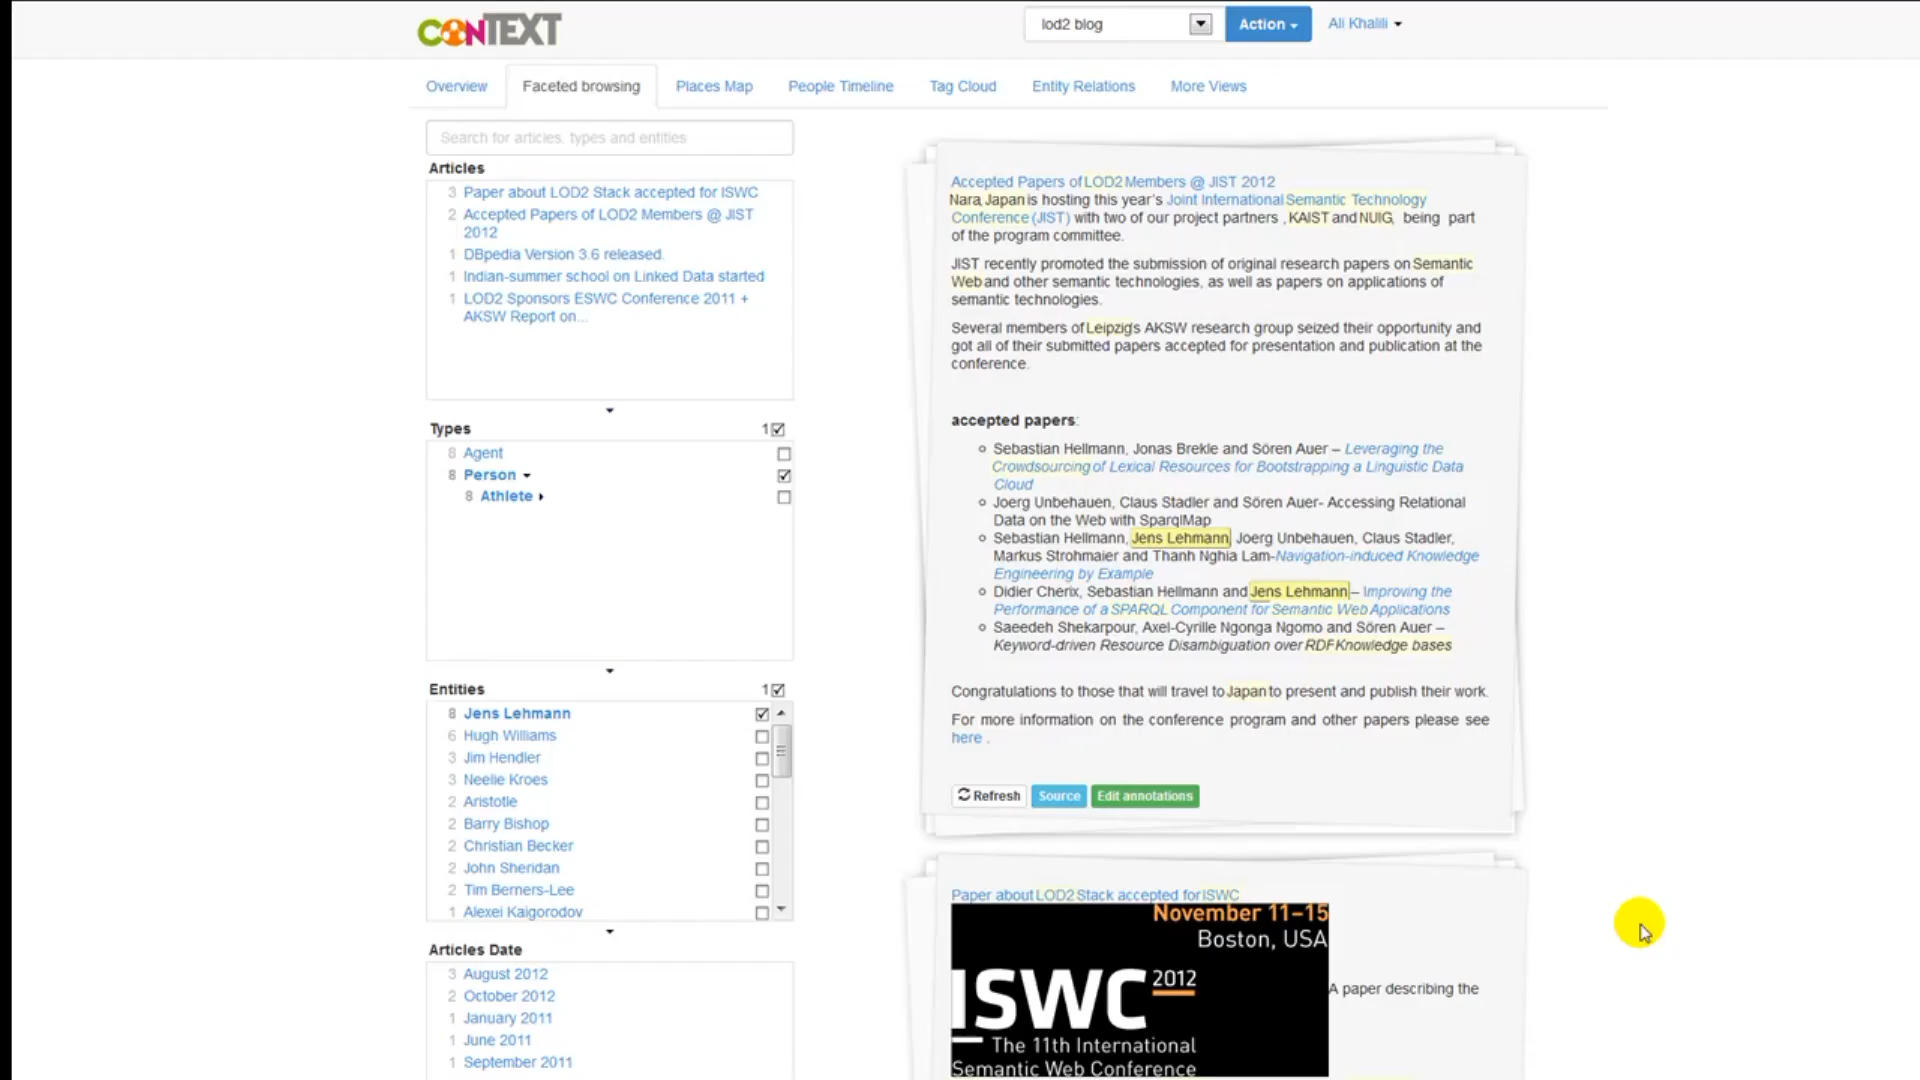 conTEXT
lod2 blog
Action
Ali Khalili
Overview
Faceted browsing
Places Map
People Timeline
Tag Cloud
Entity Relations
More Views
Search for articles, types and entities
Articles
3 Paper about LOD2 Stack accepted for ISWC
2 Accepted Papers of LOD2 Members @ JIST
2012
1 DBpedia Version 3.6 released.
1 Indian-summer school on Linked Data started
1 LOD2 Sponsors ESWC Conference 2011 +
AKSW Report on...
Types 1
8 Agent
8 Person
8 Athlete
Entities 1
8 Jens Lehmann
6 Hugh Williams
3 Jim Hendler
3 Neelie Kroes
2 Aristotle
2 Barry Bishop
2 Christian Becker
2 John Sheridan
2 Tim Berners-Lee
1 Alexei Kaigorodov
Articles Date
3 August 2012
2 October 2012
1 January 2011
1 June 2011
1 September 2011
Accepted Papers of LOD2 Members @ JIST 2012
Nara, Japan is hosting this year's Joint International Semantic Technology
Conference (JIST) with two of our project partners , KAIST and NUIG, being part
of the program committee.
JIST recently promoted the submission of original research papers on Semantic
Web and other semantic technologies, as well as papers on applications of
semantic technologies.
Several members of Leipzig's AKSW research group seized their opportunity and
got all of their submitted papers accepted for presentation and publication at the
conference.
accepted papers:
Sebastian Hellmann, Jonas Brekle and Sören Auer – Leveraging the
Crowdsourcing of Lexical Resources for Bootstrapping a Linguistic Data
Cloud
Joerg Unbehauen, Claus Stadler and Sören Auer- Accessing Relational
Data on the Web with SparqlMap
Sebastian Hellmann, Jens Lehmann, Joerg Unbehauen, Claus Stadler,
Markus Strohmaier and Thanh Nghia Lam-Navigation-induced Knowledge
Engineering by Example
Didier Cherix, Sebastian Hellmann and Jens Lehmann – Improving the
Performance of a SPARQL Component for Semantic Web Applications
Saeedeh Shekarpour, Axel-Cyrille Ngonga Ngomo and Sören Auer –
Keyword-driven Resource Disambiguation over RDF Knowledge bases
Congratulations to those that will travel to Japan to present and publish their work.
For more information on the conference program and other papers please see
here .
Refresh Source Edit annotations
Paper about LOD2 Stack accepted for ISWC
November 11–15
Boston, USA
ISWC 2012
The 11th International
Semantic Web Conference
A paper describing the